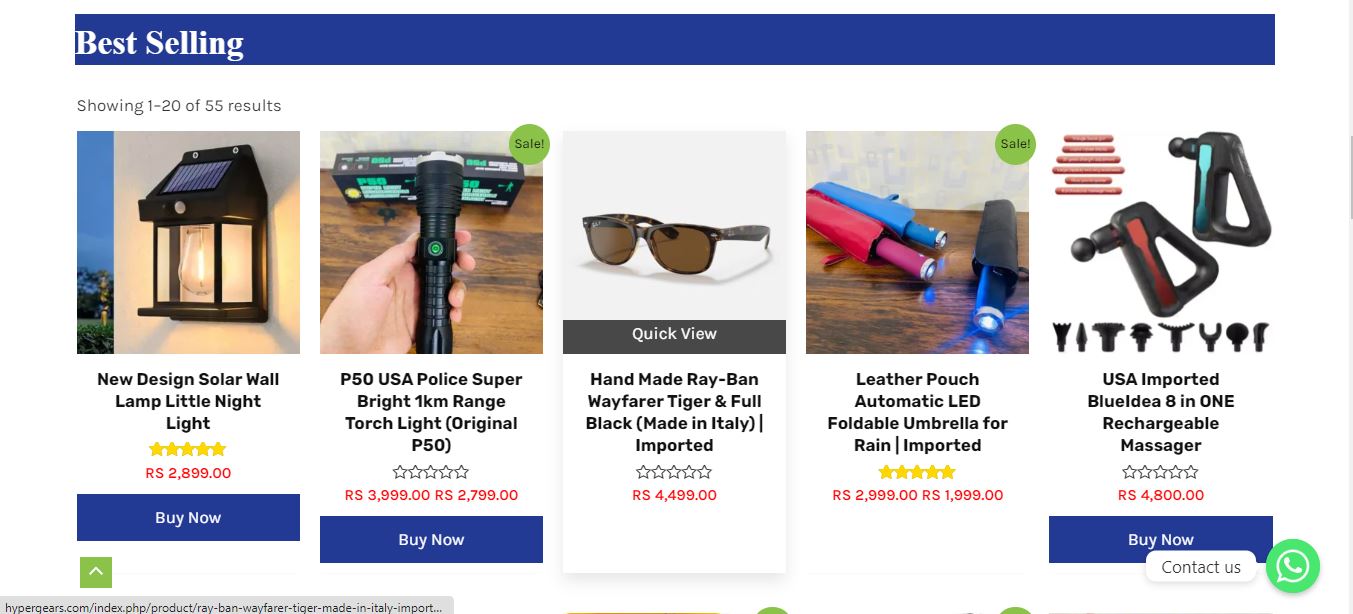 Best Selling
Showing 1–20 of 55 results
Sale!
Sale!
P50
P50
50
Quick View
New Design Solar Wall
Lamp Little Night
Light
RS 2,899.00
Buy Now
P50 USA Police Super
Bright 1km Range
Torch Light (Original
P50)
RS 3,999.00 RS 2,799.00
Buy Now
Hand Made Ray-Ban
Wayfarer Tiger & Full
Black (Made in Italy) |
Imported
RS 4,499.00
Leather Pouch
Automatic LED
Foldable Umbrella for
Rain | Imported
RS 2,999.00 RS 1,999.00
USA Imported
BlueIdea 8 in ONE
Rechargeable
Massager
RS 4,800.00
Buy Now
Contact us
hypergears.com/index.php/product/ray-ban-wayfarer-tiger-made-in-italy-import...